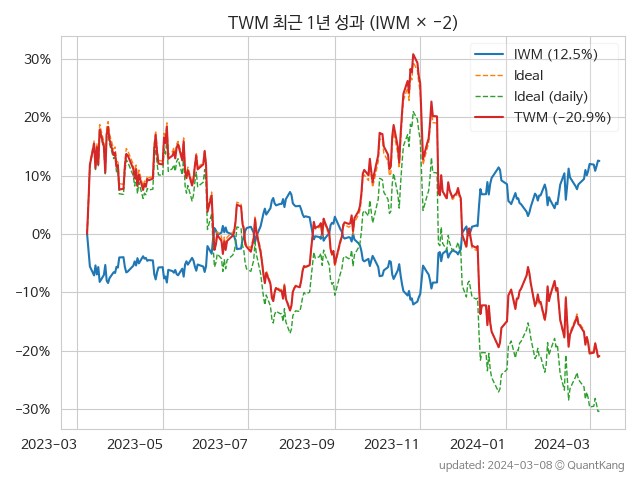 TWM 최근 1년 성과 (IWM × −2)
IWM (12.5%)
Ideal
Ideal (daily)
TWM (−20.9%)
30%
20%
10%
0%
−10%
−20%
−30%
2023−03 2023−05 2023−07 2023−09 2023−11 2024−01 2024−03
updated: 2024−03−08 © QuantKang